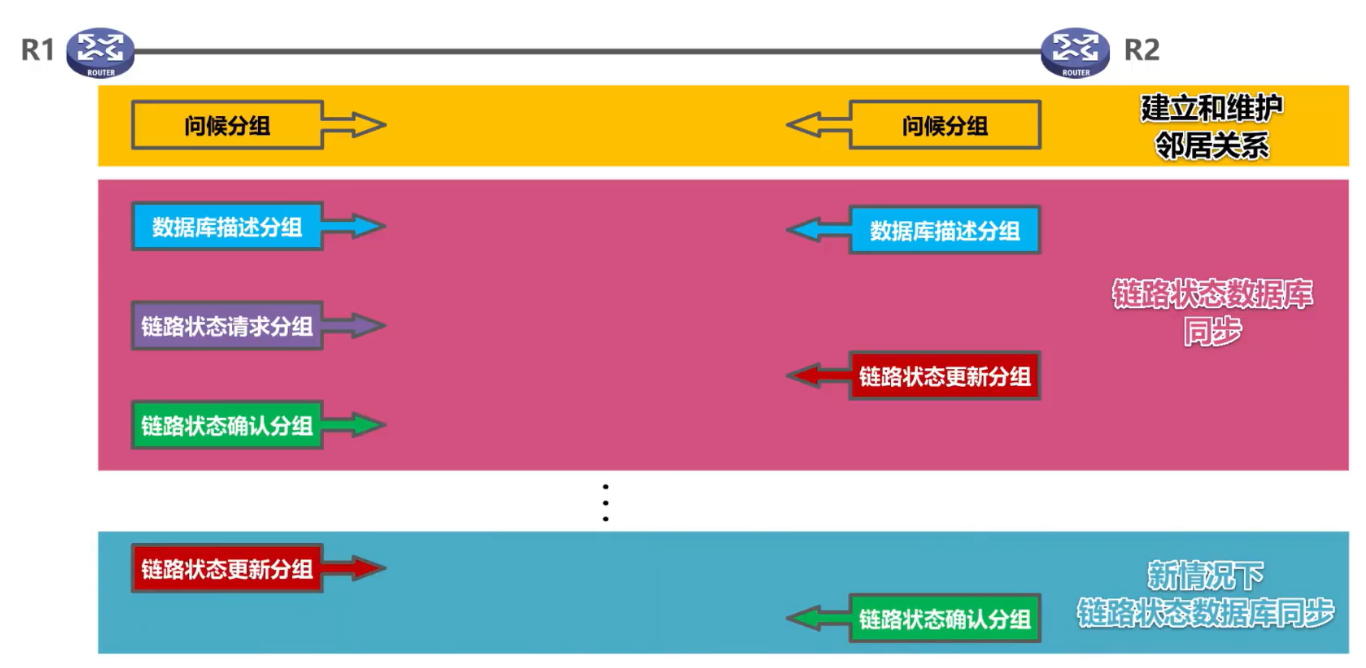 R1
ROUTER
ROUTER
R2
问候分组
问候分组
建立和维护
邻居关系
数据库描述分组
数据库描述分组
链路状态请求分组
链路状态数据库
同步
链路状态更新分组
链路状态确认分组
链路状态更新分组
新情况下
链路状态数据库同步
链路状态确认分组